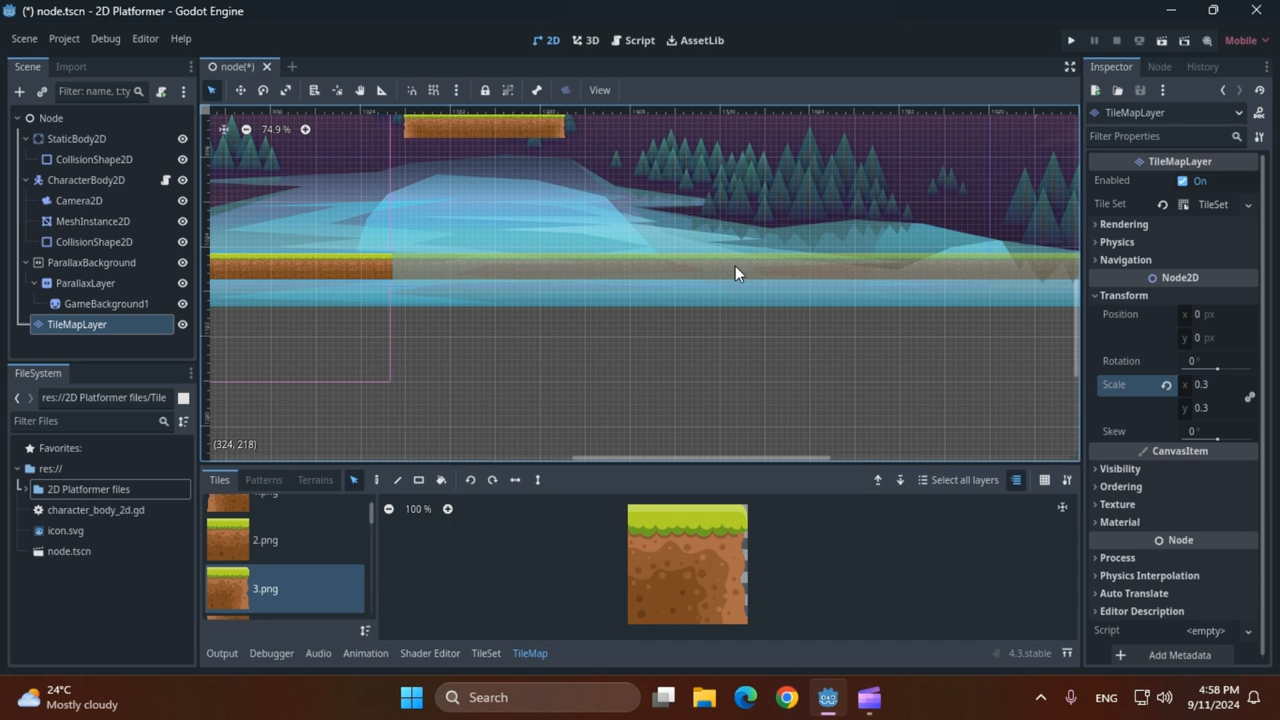 (*) node.tscn - 2D Platformer - Godot Engine
Scene Project Debug Editor Help
2D 3D Script AssetLib
Mobile
Scene Import
node(*)
Inspector Node History
Filter: name, t:ty
View
Node
StaticBody2D
CollisionShape2D
CharacterBody2D
Camera2D
MeshInstance2D
CollisionShape2D
ParallaxBackground
ParallaxLayer
GameBackground1
TileMapLayer
74.9 %
(324, 218)
TileMapLayer
Filter Properties
TileMapLayer
Enabled On
Tile Set TileSet
Rendering
Physics
Navigation
Node2D
Transform
Position x 0 px
y 0 px
Rotation 0 °
Scale x 0.3
y 0.3
Skew 0 °
CanvasItem
Visibility
Ordering
Texture
Material
Node
Process
Physics Interpolation
Auto Translate
Editor Description
Script <empty>
Add Metadata
FileSystem
res://2D Platformer files/Tile
Filter Files
Favorites:
res://
2D Platformer files
character_body_2d.gd
icon.svg
node.tscn
Tiles Patterns Terrains
Select all layers
2.png
3.png
100 %
Output Debugger Audio Animation Shader Editor TileSet TileMap
4.3.stable
24°C
Mostly cloudy
Search
ENG
4:58 PM
9/11/2024